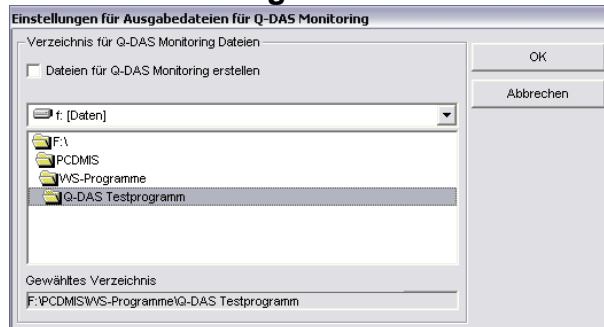 Einstellungen für Ausgabedateien für Q-DAS Monitoring
Verzeichnis für Q-DAS Monitoring Dateien
OK
Dateien für Q-DAS Monitoring erstellen
Abbrechen
f: [Daten]
F:\
PCDMIS
WS-Programme
Q-DAS Testprogramm
Gewähltes Verzeichnis
F:\PCDMIS\WS-Programme\Q-DAS Testprogramm